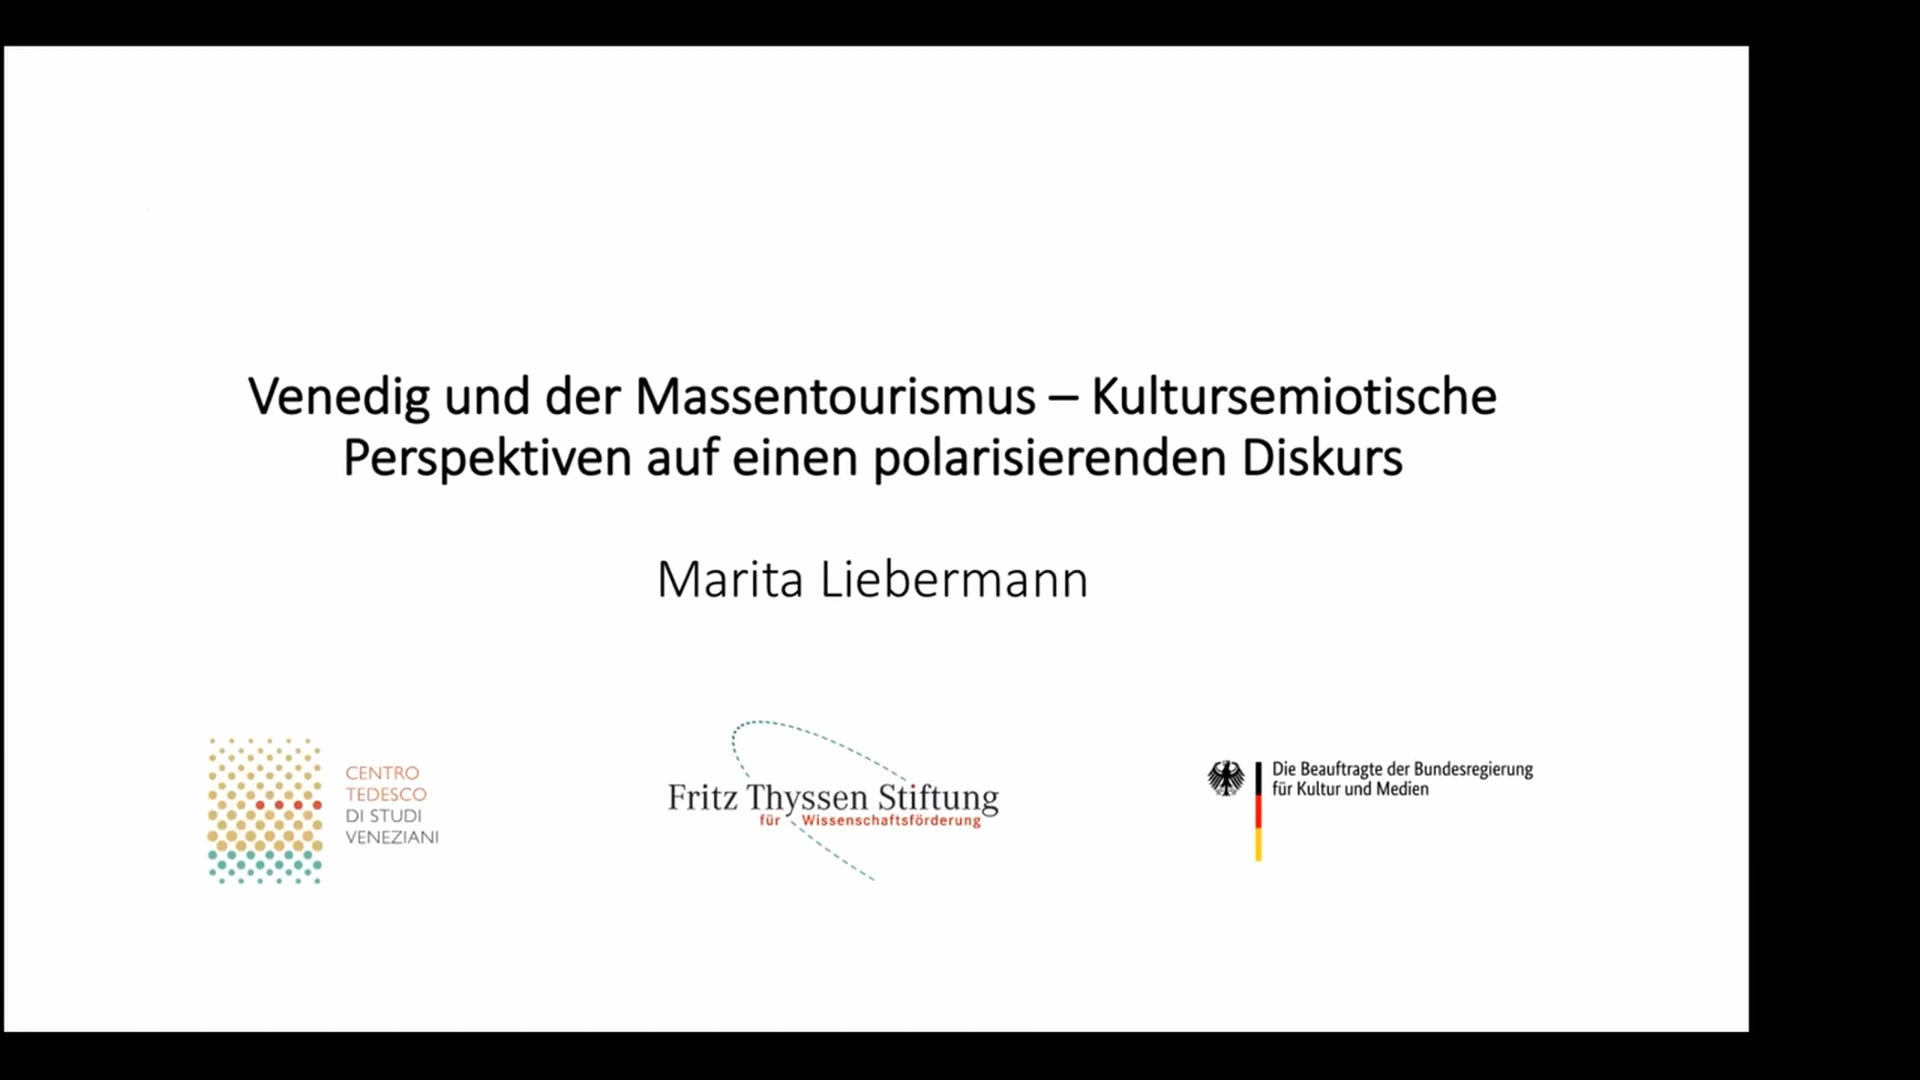 Venedig und der Massentourismus – Kultursemiotische
Perspektiven auf einen polarisierenden Diskurs
Marita Liebermann
CENTRO
TEDESCO
DI STUDI
VENEZIANI
Fritz Thyssen Stiftung
für Wissenschaftsförderung
Die Beauftragte der Bundesregierung
für Kultur und Medien